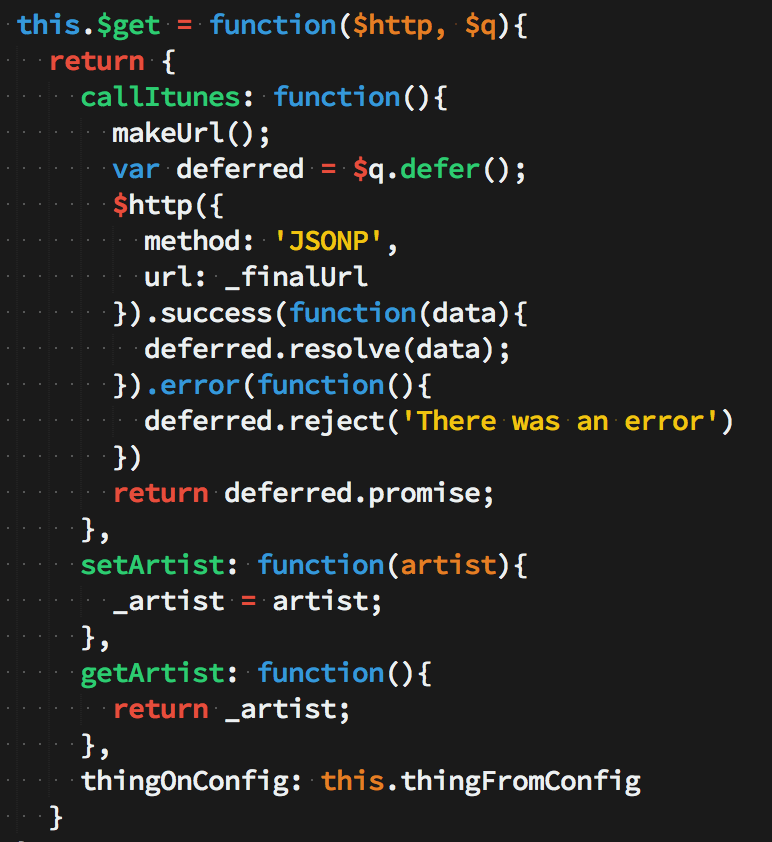 this.$get = function($http, $q){
return {
callItunes: function(){
makeUrl();
var deferred = $q.defer();
$http({
method: 'JSONP',
url: _finalUrl
}).success(function(data){
deferred.resolve(data);
}).error(function(){
deferred.reject('There was an error')
})
return deferred.promise;
},
setArtist: function(artist){
_artist = artist;
},
getArtist: function(){
return _artist;
},
thingOnConfig: this.thingFromConfig
}